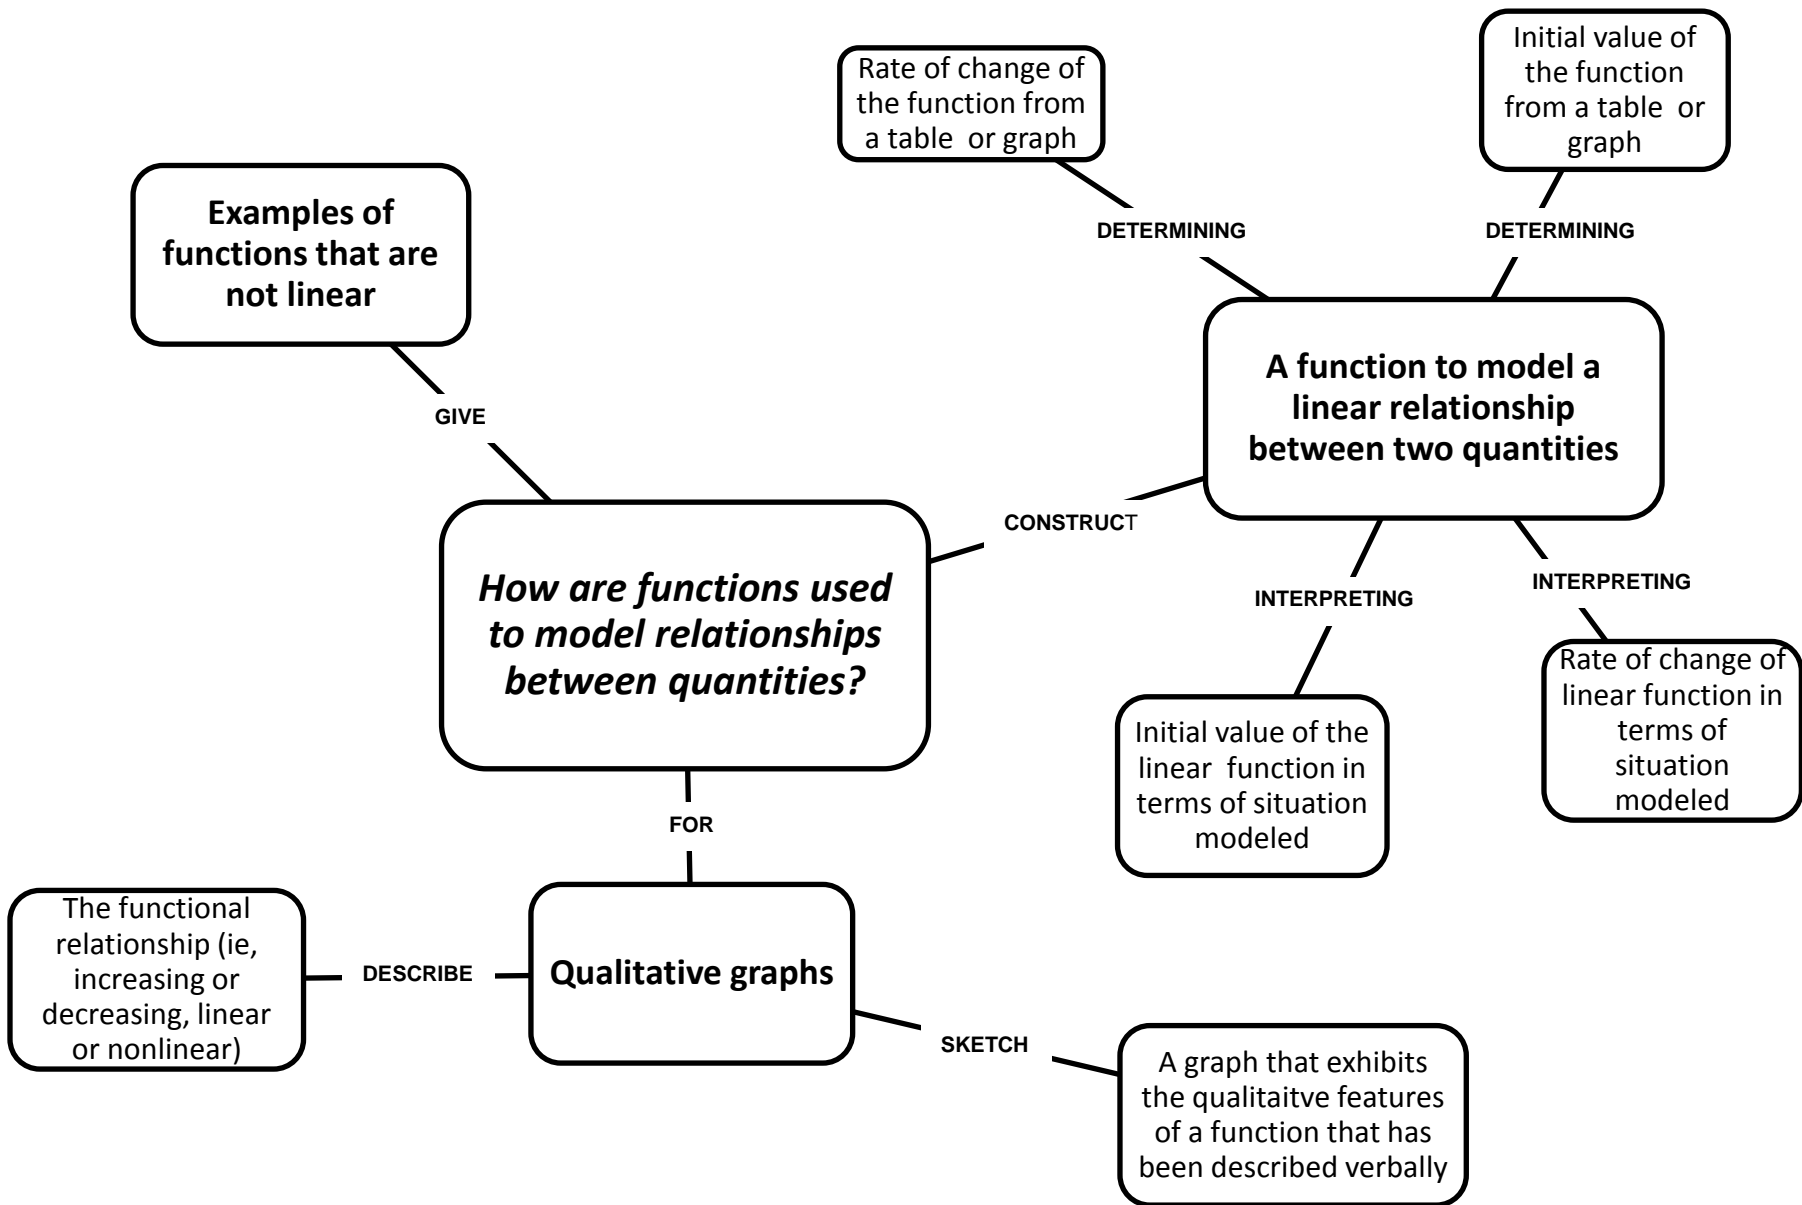 Initial value of
the function
from a table or
graph
Rate of change of
the function from
a table or graph
Examples of
functions that are
not linear
DETERMINING
DETERMINING
A function to model a
linear relationship
between two quantities
GIVE
CONSTRUCT
How are functions used
to model relationships
between quantities?
INTERPRETING
INTERPRETING
Rate of change of
linear function in
terms of
situation
modeled
Initial value of the
linear function in
terms of situation
modeled
FOR
The functional
relationship (ie,
increasing or
decreasing, linear
or nonlinear)
DESCRIBE
Qualitative graphs
SKETCH
A graph that exhibits
the qualitaitve features
of a function that has
been described verbally